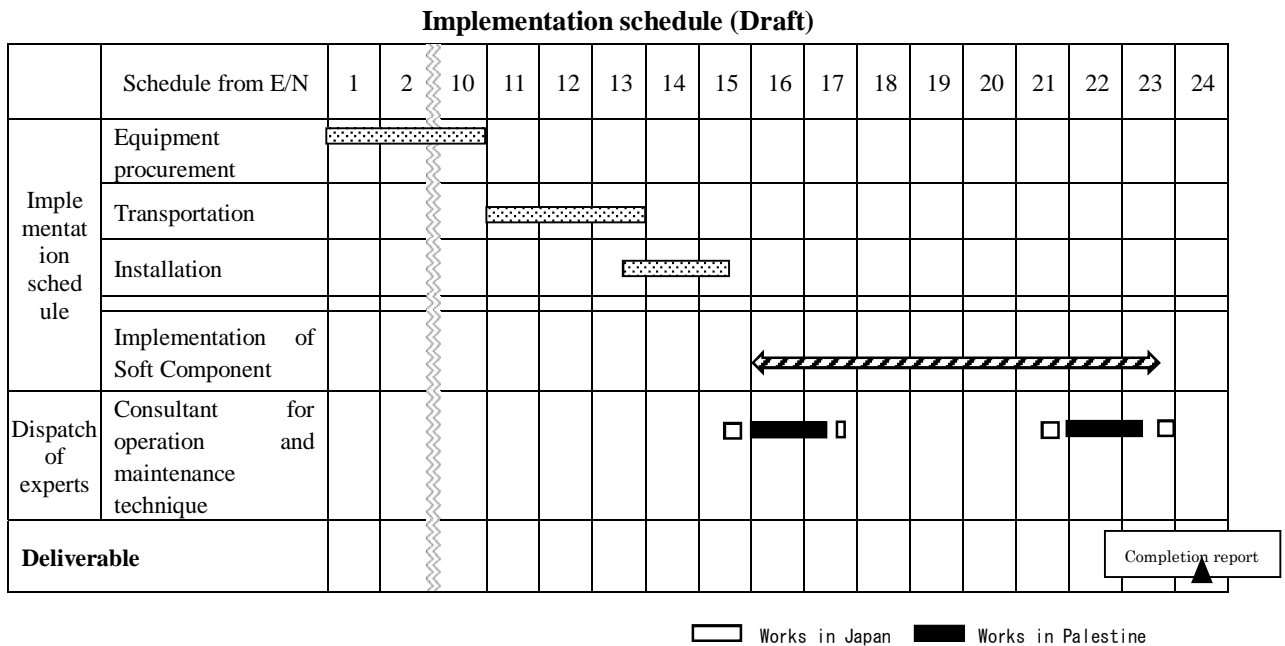 Implementation schedule (Draft)
Schedule from E/N 1 2 10 11 12 13 14 15 16 17 18 19 20 21 22 23 24
Imple
mentat
ion
sched
ule
Equipment
procurement
Transportation
Installation
Implementation of
Soft Component
Dispatch
of
experts
Consultant for
operation and
maintenance
technique
Deliverable
Completion report
Works in Japan Works in Palestine